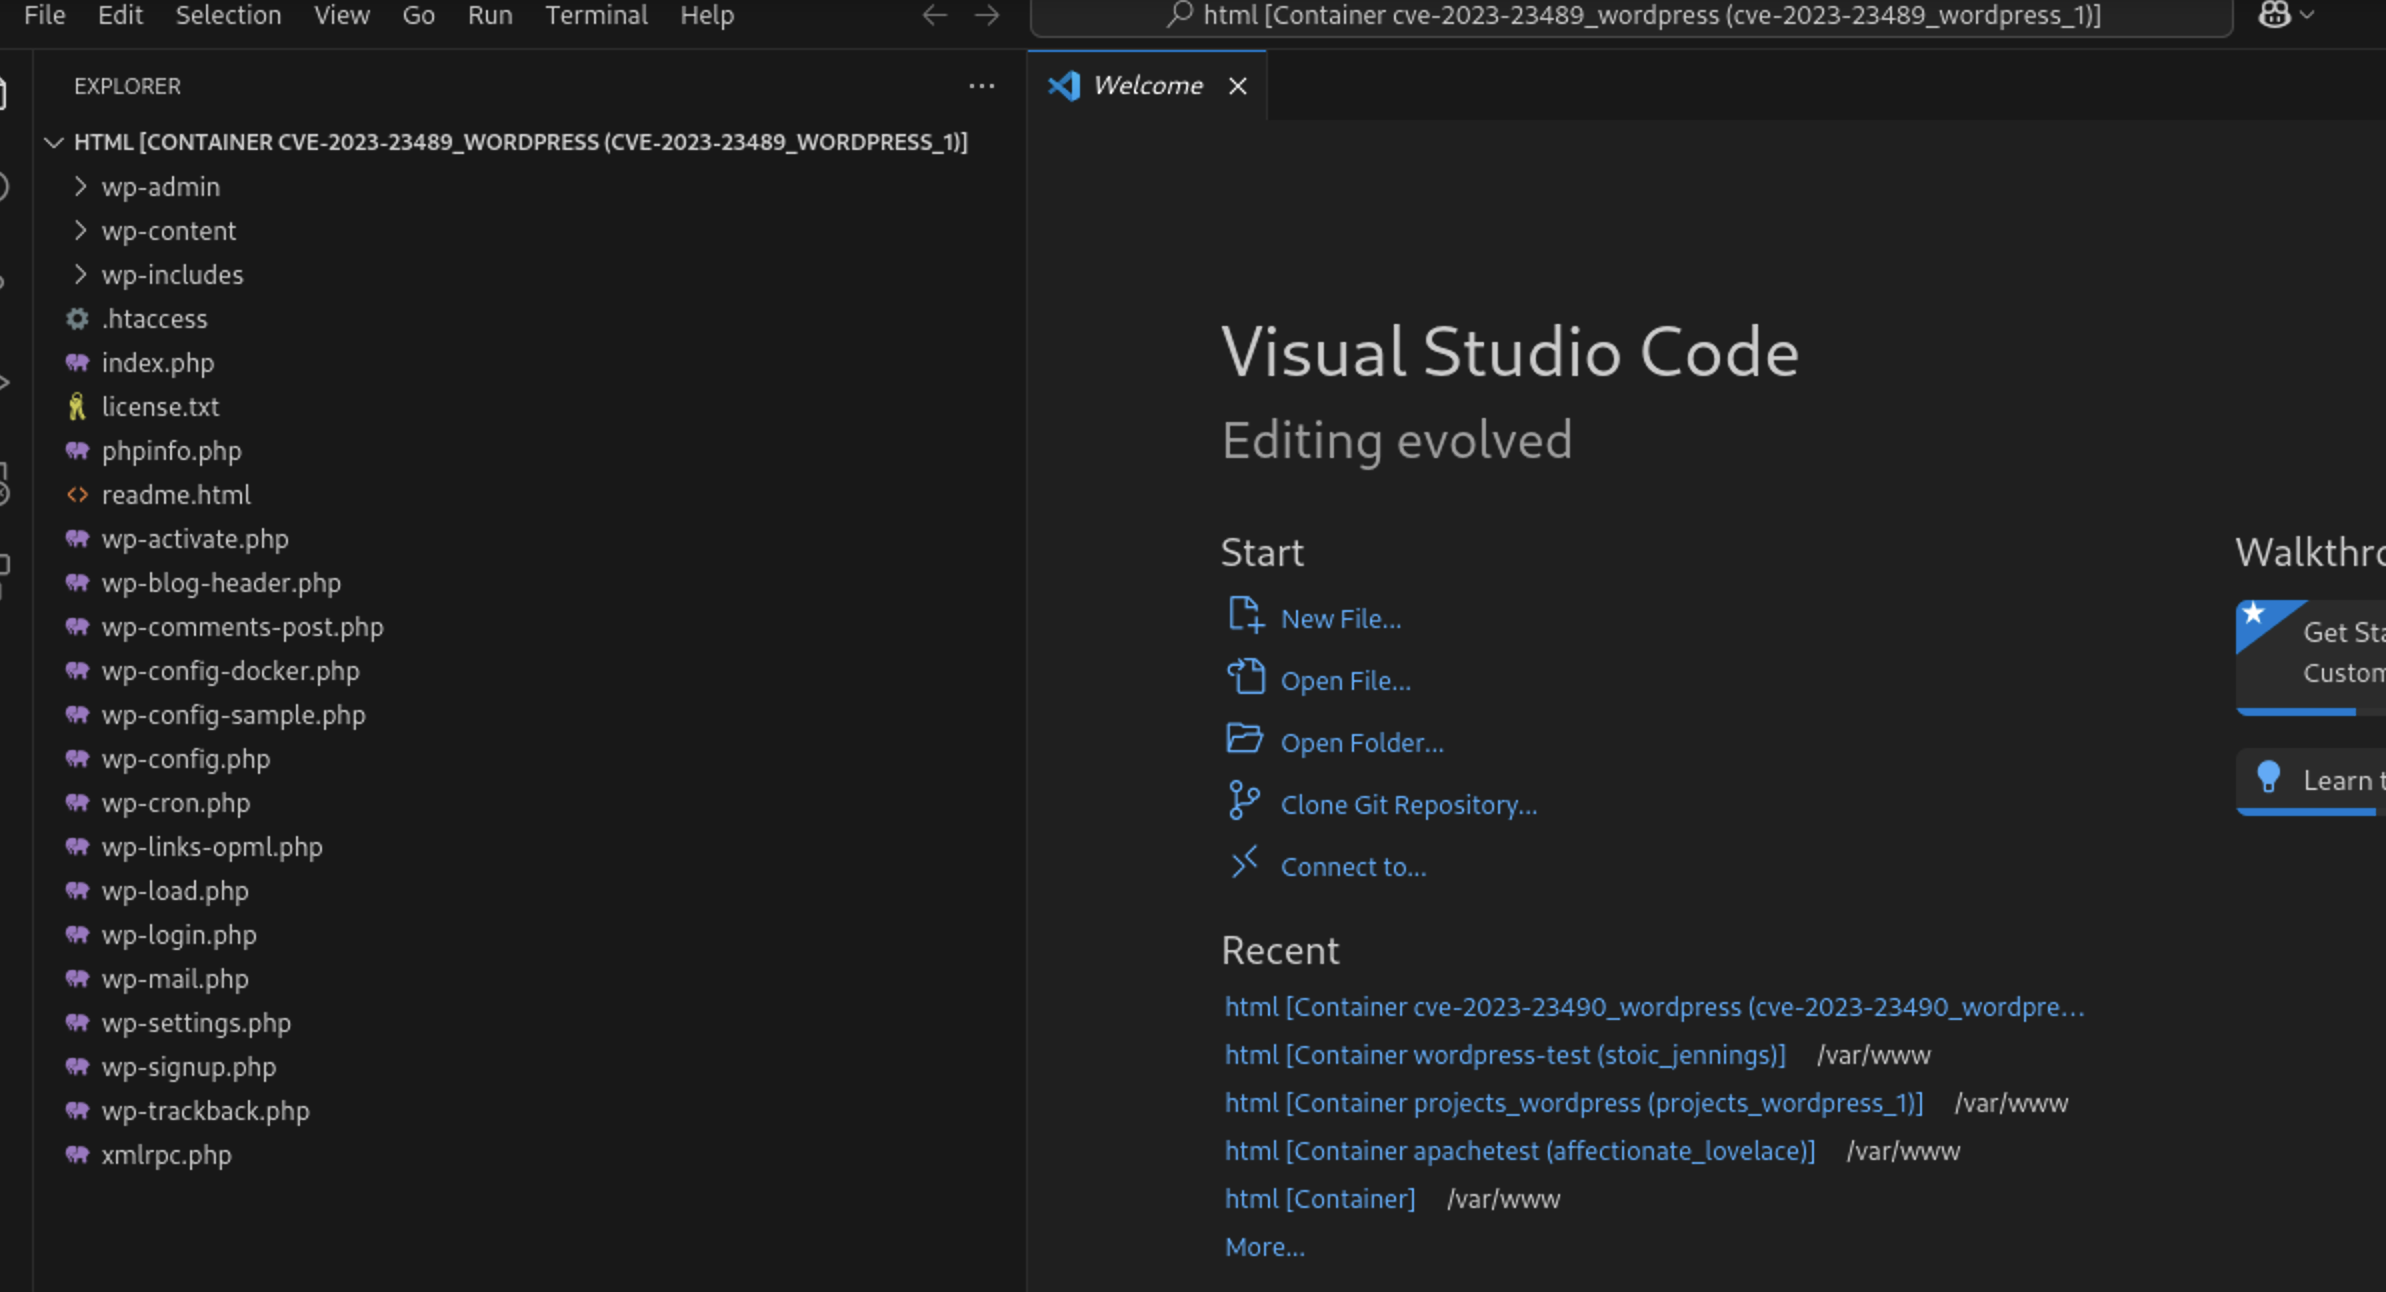 File Edit Selection View Go Run Terminal Help
html [Container cve-2023-23489_wordpress (cve-2023-23489_wordpress_1)]
EXPLORER
Welcome
HTML [CONTAINER CVE-2023-23489_WORDPRESS (CVE-2023-23489_WORDPRESS_1)]
wp-admin
wp-content
wp-includes
.htaccess
index.php
license.txt
phpinfo.php
readme.html
wp-activate.php
wp-blog-header.php
wp-comments-post.php
wp-config-docker.php
wp-config-sample.php
wp-config.php
wp-cron.php
wp-links-opml.php
wp-load.php
wp-login.php
wp-mail.php
wp-settings.php
wp-signup.php
wp-trackback.php
xmlrpc.php
Visual Studio Code
Editing evolved
Start
New File...
Open File...
Open Folder...
Clone Git Repository...
Connect to...
Recent
html [Container cve-2023-23490_wordpress (cve-2023-23490_wordpre...
html [Container wordpress-test (stoic_jennings)] /var/www
html [Container projects_wordpress (projects_wordpress_1)] /var/www
html [Container apachetest (affectionate_lovelace)] /var/www
html [Container] /var/www
More...
Walkthro
Get Sta
Custom
Learn t